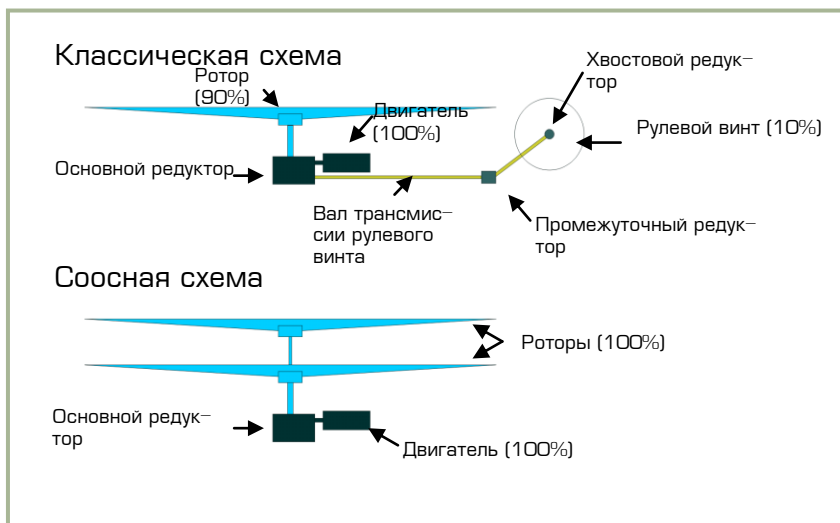 Классическая схема
Ротор
(90%)
Двигатель
(100%)
Хвостовой редук–
тор
Рулевой винт (10%)
Основной редуктор
Вал трансмис–
сии рулевого
винта
Промежуточный редук–
тор
Соосная схема
Роторы (100%)
Основной редук–
тор
Двигатель (100%)